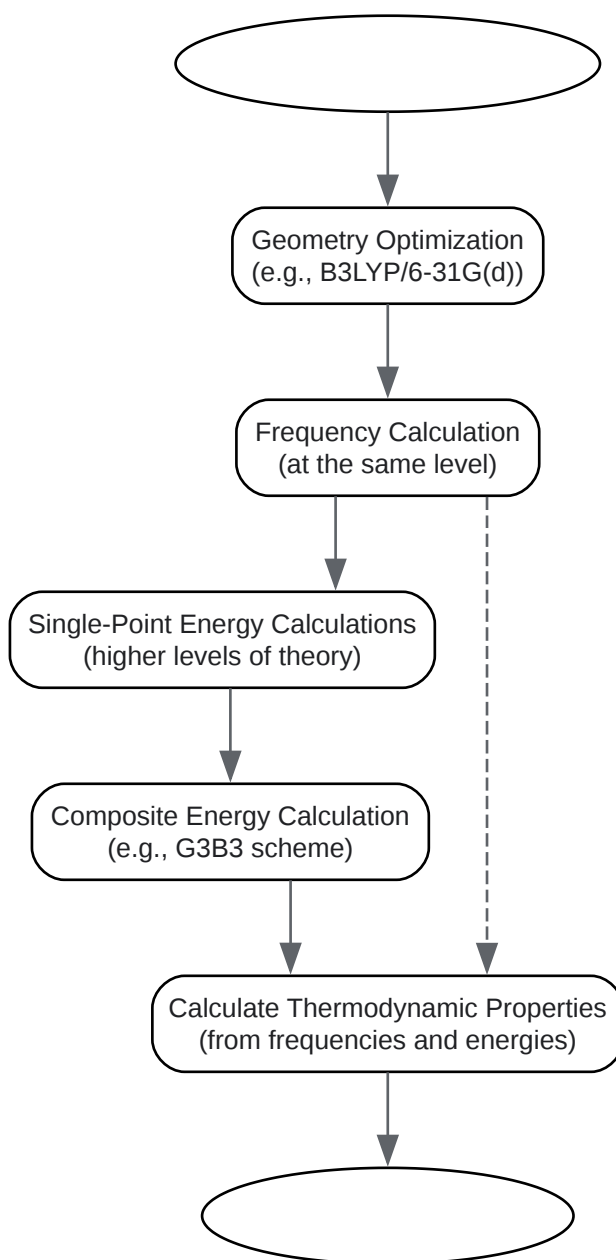 Geometry Optimization
(e.g., B3LYP/6-31G(d))
Frequency Calculation
(at the same level)
Single-Point Energy Calculations
(higher levels of theory)
Composite Energy Calculation
(e.g., G3B3 scheme)
Calculate Thermodynamic Properties
(from frequencies and energies)